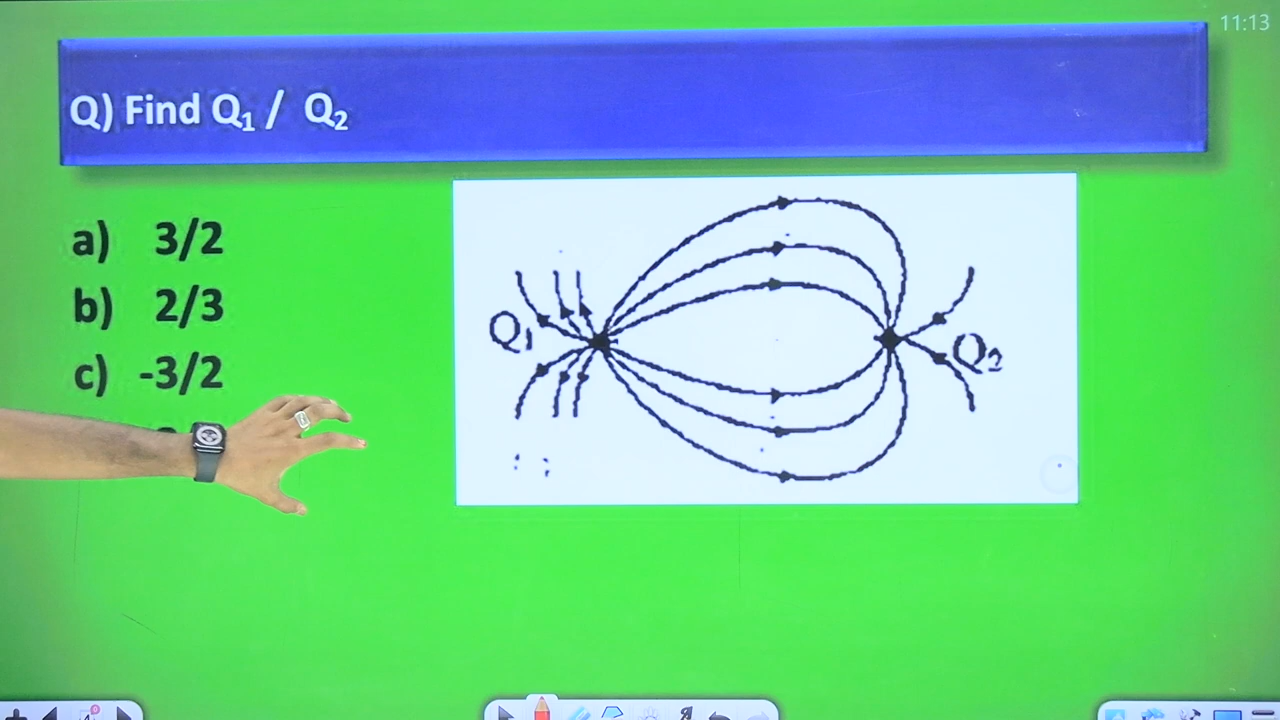 11:13
Q) Find Q₁ / Q₂
a) 3/2
b) 2/3
c) -3/2
Q₁
Q₂